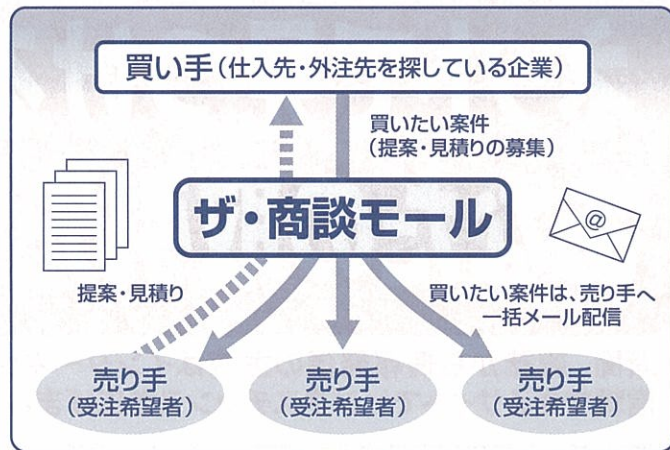 買い手(仕入先・外注先を探している企業)
買いたい案件
(提案・見積りの募集)
ザ・商談モール
@
提案・見積り
買いたい案件は、売り手へ
一括メール配信
売り手
(受注希望者)
売り手
(受注希望者)
売り手
(受注希望者)